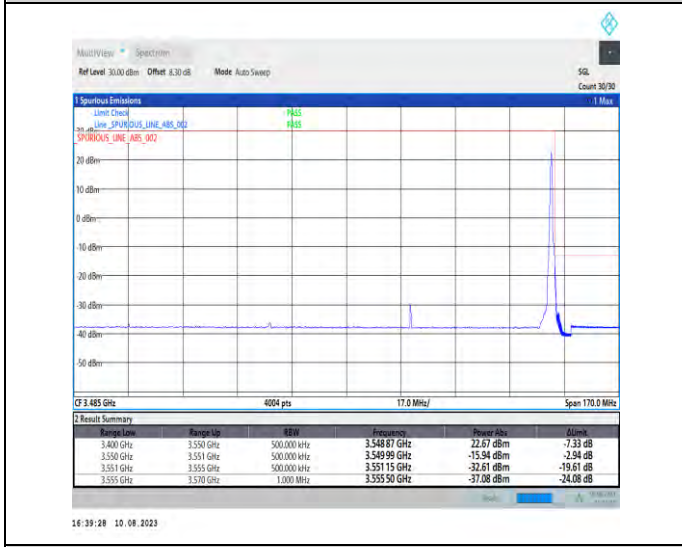 MultiView Spectrum
Ref Level 30.00 dBm Offset 8.30 dB Mode Auto Sweep SGL
Count 30/30
1 Spurious Emissions 1 Max
Limit Check PASS
Line _SPURIOUS_LINE_ABS_002 PASS
_SPURIOUS_LINE_ABS_002
20 dBm
10 dBm
0 dBm
-10 dBm
-20 dBm
-30 dBm
-40 dBm
-50 dBm
CF 3.485 GHz 4004 pts 17.0 MHz/ Span 170.0 MHz
2 Result Summary
Range Low Range Up RBW Frequency Power Abs ΔLimit
3.400 GHz 3.550 GHz 500.000 kHz 3.548 87 GHz 22.67 dBm -7.33 dB
3.550 GHz 3.551 GHz 500.000 kHz 3.549 99 GHz -15.94 dBm -2.94 dB
3.551 GHz 3.555 GHz 500.000 kHz 3.551 15 GHz -32.61 dBm -19.61 dB
3.555 GHz 3.570 GHz 1.000 MHz 3.555 50 GHz -37.08 dBm -24.08 dB
16:39:28 10.08.2023